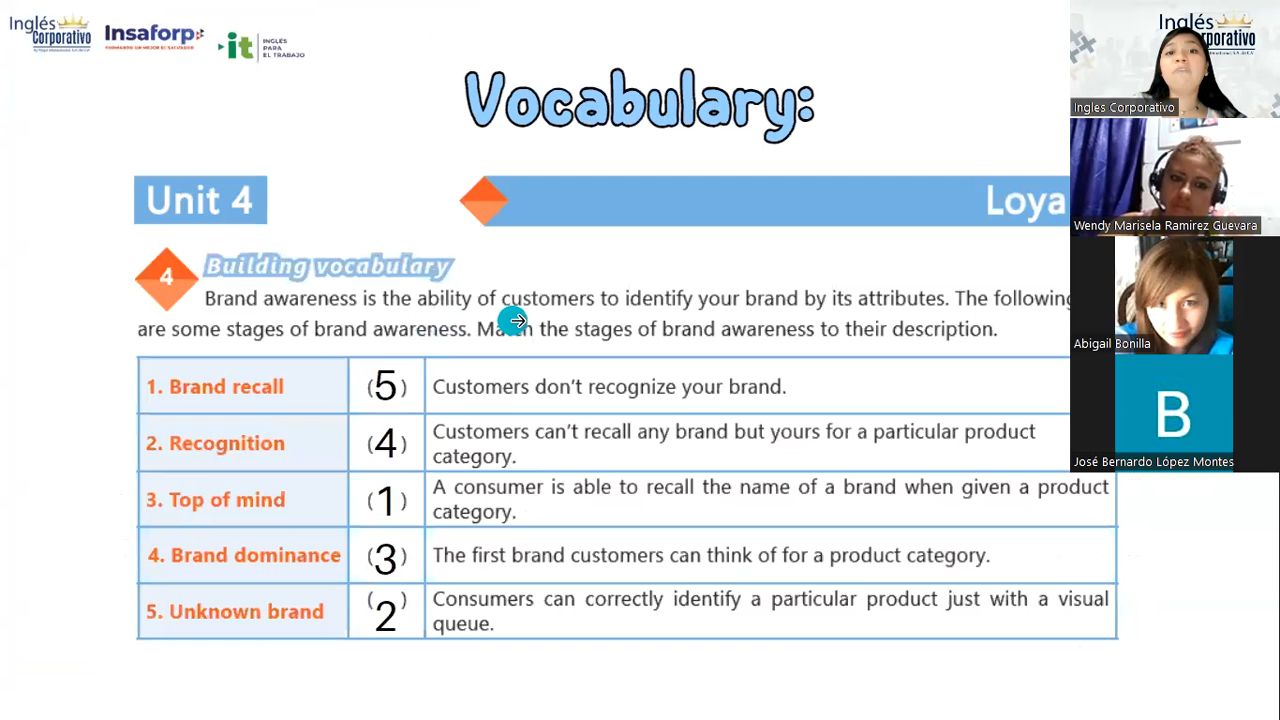 Inglés
Corporativo
Insaforp
FORMANDO UN MEJOR EL SALVADOR
it
INGLÉS
PARA
EL TRABAJO
Vocabulary:
Unit 4
Loya
4
Building vocabulary
Brand awareness is the ability of customers to identify your brand by its attributes. The following
are some stages of brand awareness. Match the stages of brand awareness to their description.
1. Brand recall (5) Customers don't recognize your brand.
2. Recognition (4) Customers can't recall any brand but yours for a particular product
category.
3. Top of mind (1) A consumer is able to recall the name of a brand when given a product
category.
4. Brand dominance (3) The first brand customers can think of for a product category.
5. Unknown brand (2) Consumers can correctly identify a particular product just with a visual
queue.
Inglés
orporativo
Ingles Corporativo
Wendy Marisela Ramirez Guevara
Abigail Bonilla
B
José Bernardo López Montes